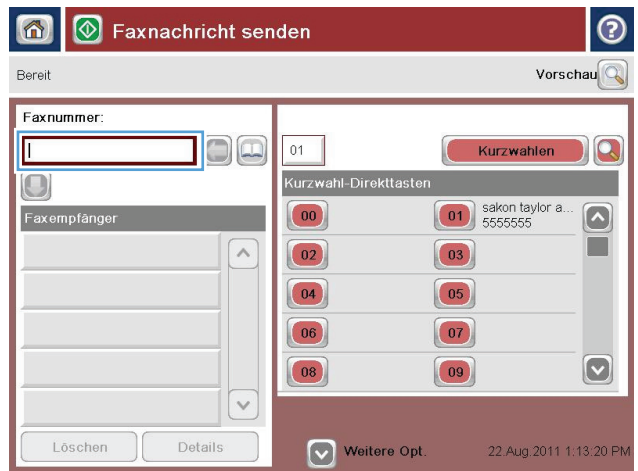 Faxnachricht senden
?
Bereit
Vorschau
Faxnummer:
01
Kurzwahlen
Kurzwahl-Direkttasten
Faxempfänger
00
01
sakon taylor a...
5555555
02
03
04
05
06
07
08
09
Löschen
Details
Weitere Opt.
22.Aug.2011 1:13:20 PM